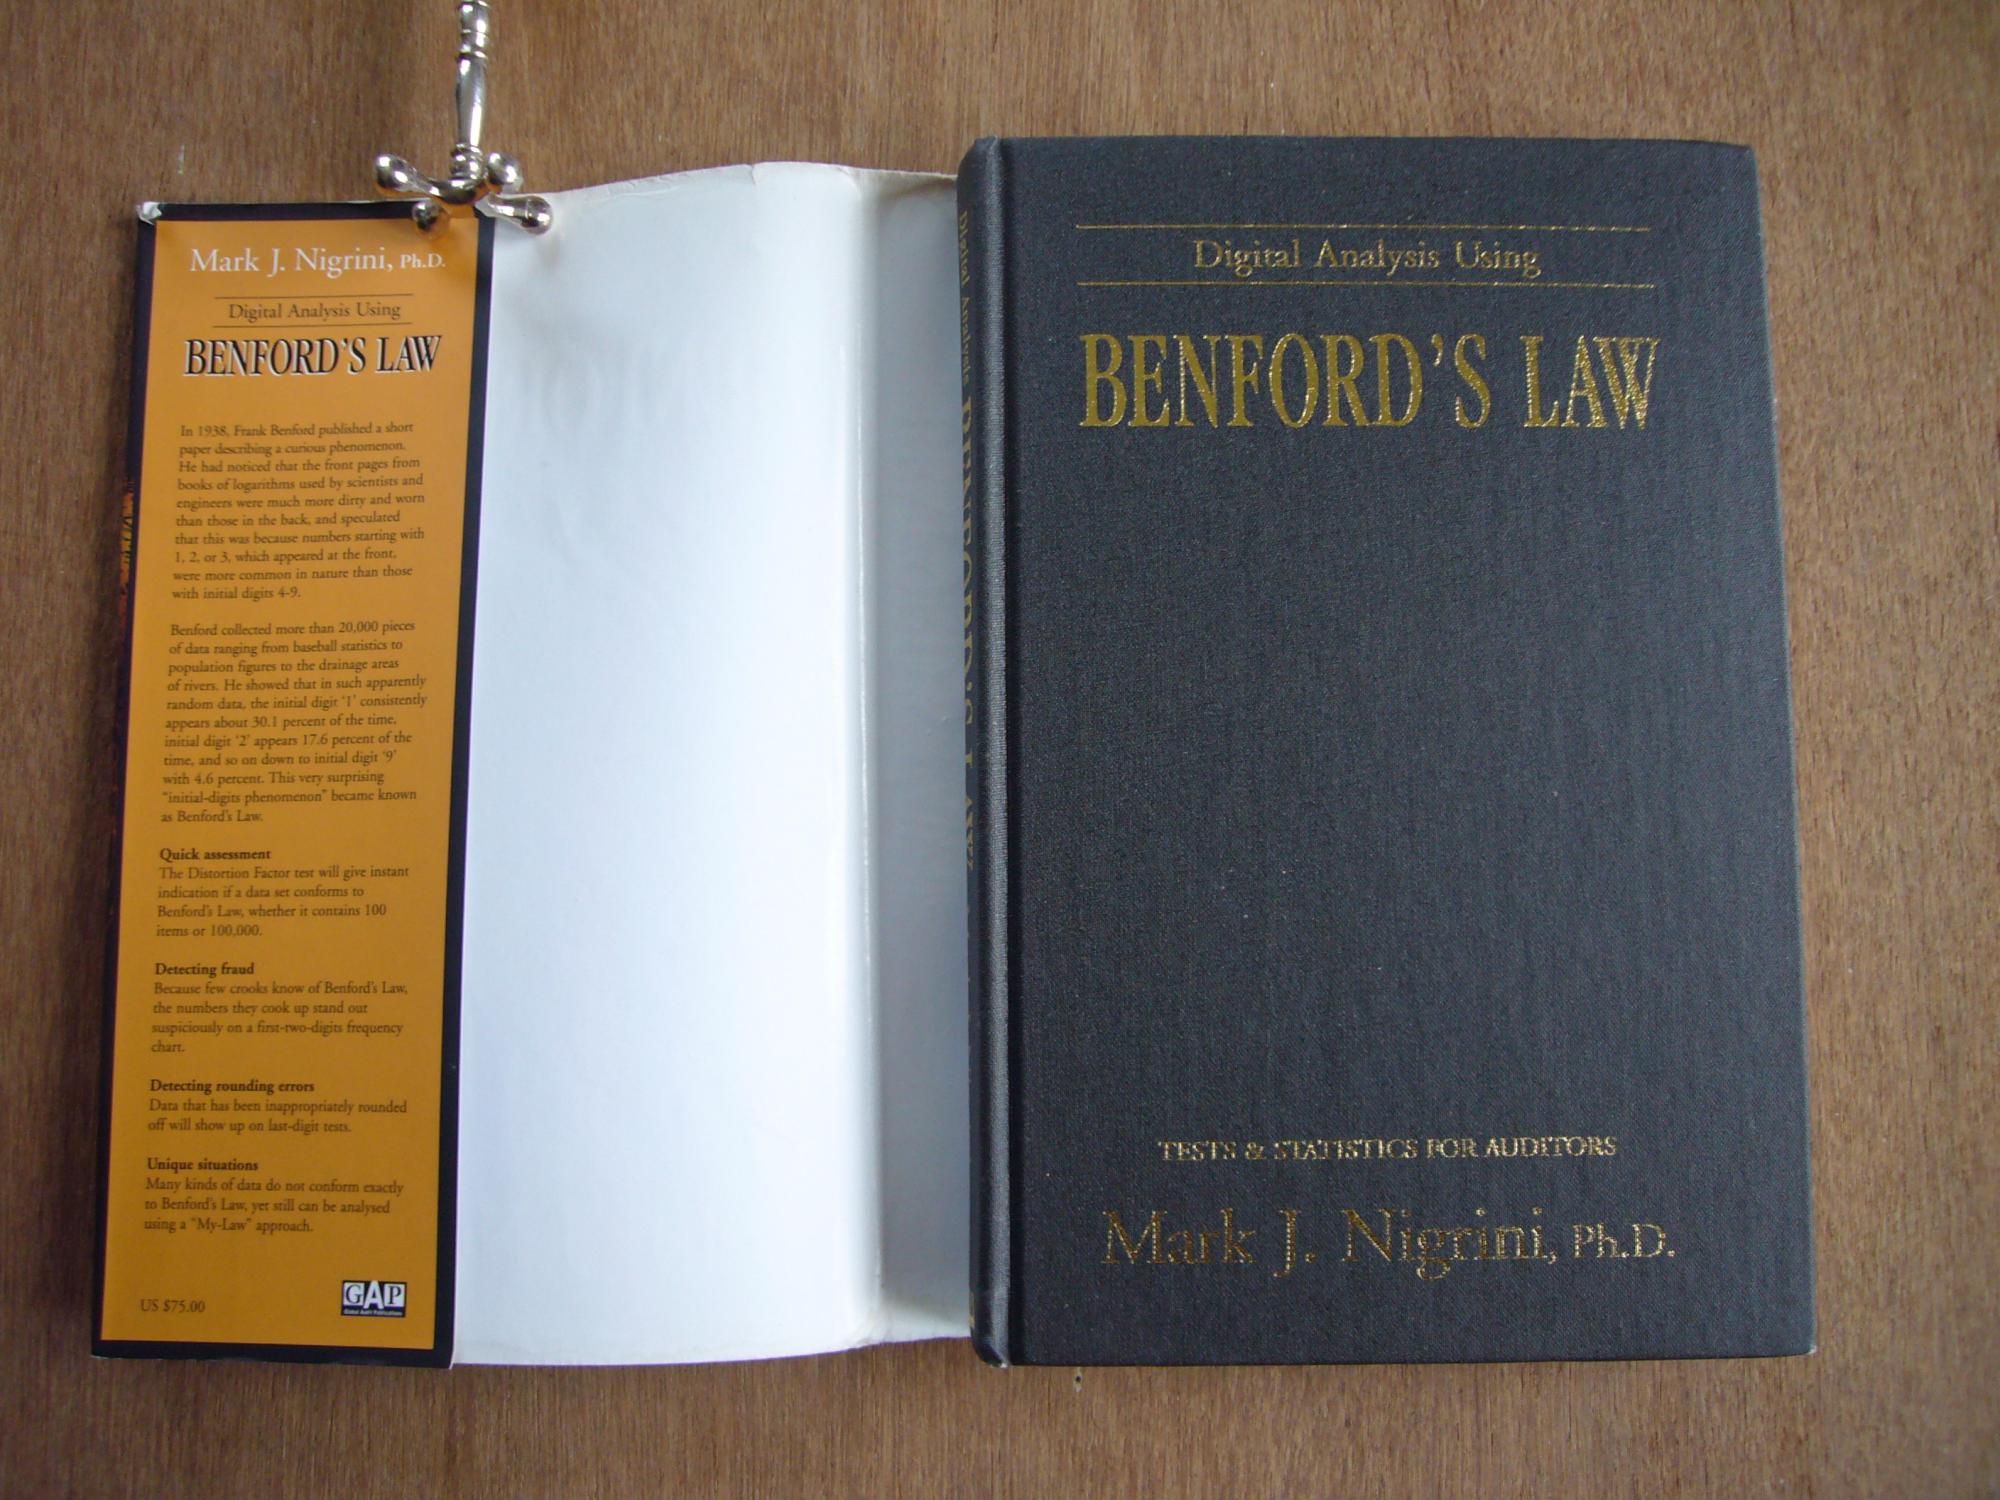 Mark J. Nigrini, Ph.D.
Digital Analysis Using
BENFORD'S LAW
In 1938, Frank Benford published a short
paper describing a curious phenomenon.
He had noticed that the front pages from
books of logarithms used by scientists and
engineers were much more dirty and worn
than those in the back, and speculated
that this was because numbers starting with
1, 2, or 3, which appeared at the front,
were more common in nature than those
with initial digits 4-9.
Benford collected more than 20,000 pieces
of data ranging from baseball statistics to
population figures to the drainage areas
of rivers. He showed that in such apparently
random data, the initial digit '1' consistently
appears about 30.1 percent of the time,
initial digit '2' appears 17.6 percent of the
time, and so on down to initial digit '9'
with 4.6 percent. This very surprising
"initial-digits phenomenon" became known
as Benford's Law.
Quick assessment
The Distortion Factor test will give instant
indication if a data set conforms to
Benford's Law, whether it contains 100
items or 100,000.
Detecting fraud
Because few crooks know of Benford's Law,
the numbers they cook up stand out
suspiciously on a first-two-digits frequency
chart.
Detecting rounding errors
Data that has been inappropriately rounded
off will show up on last-digit tests.
Unique situations
Many kinds of data do not conform exactly
to Benford's Law, yet still can be analysed
using a "My-Law" approach.
US $75.00
GAP
Global Audit Publications
Digital Analysis Using
BENFORD'S LAW
Digital Analysis Using
BENFORD'S LAW
TESTS & STATISTICS FOR AUDITORS
Mark J. Nigrini, Ph.D.